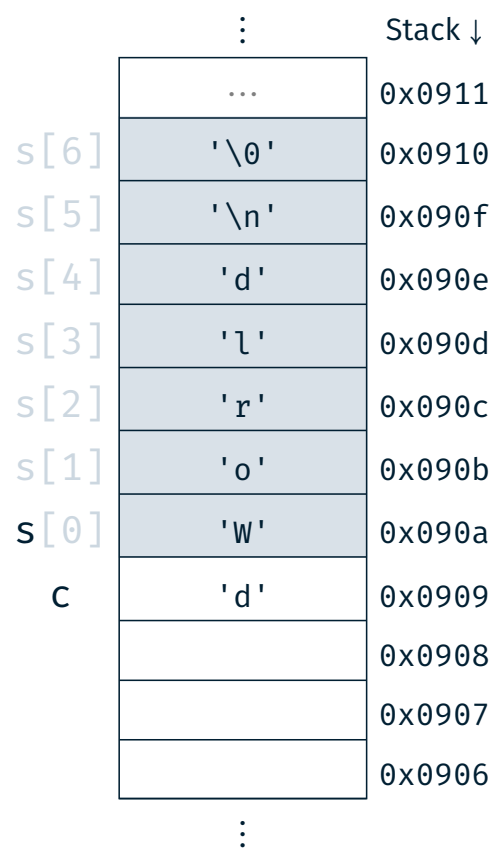 ⋮ Stack ↓
... 0x0911
s[6] '\0' 0x0910
s[5] '\n' 0x090f
s[4] 'd' 0x090e
s[3] 'l' 0x090d
s[2] 'r' 0x090c
s[1] 'o' 0x090b
s[0] 'W' 0x090a
c 'd' 0x0909
0x0908
0x0907
0x0906
⋮